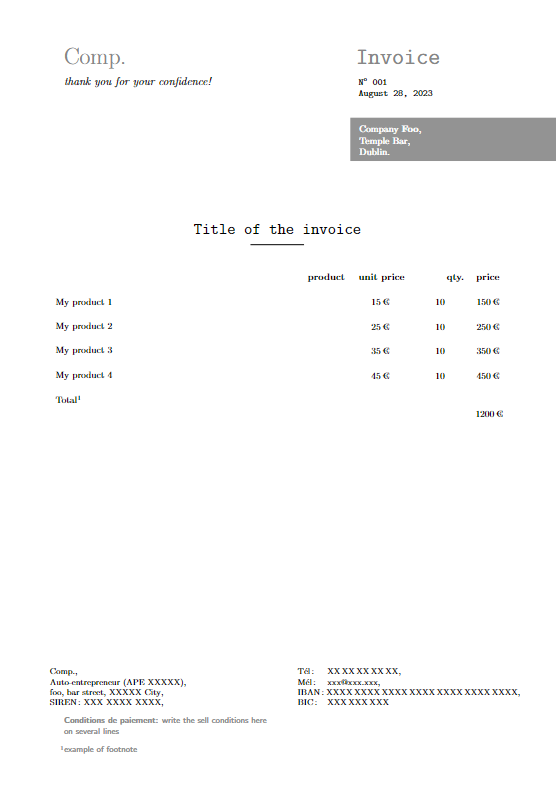 Comp.
Invoice
thank you for your confidence!
N° 001
August 28, 2023
Company Foo,
Temple Bar,
Dublin.
Title of the invoice
product unit price qty. price
My product 1 15 € 10 150 €
My product 2 25 € 10 250 €
My product 3 35 € 10 350 €
My product 4 45 € 10 450 €
Total¹
1200 €
Comp.,
Auto-entrepreneur (APE XXXXX),
foo, bar street, XXXXX City,
SIREN : XXX XXXX XXXX,
Tél : XX XX XX XX XX,
Mél : xxx@xxx.xxx,
IBAN : XXXX XXXX XXXX XXXX XXXX XXXX XXXX,
BIC : XXX XXX XXX
Conditions de paiement: write the sell conditions here
on several lines
¹example of footnote